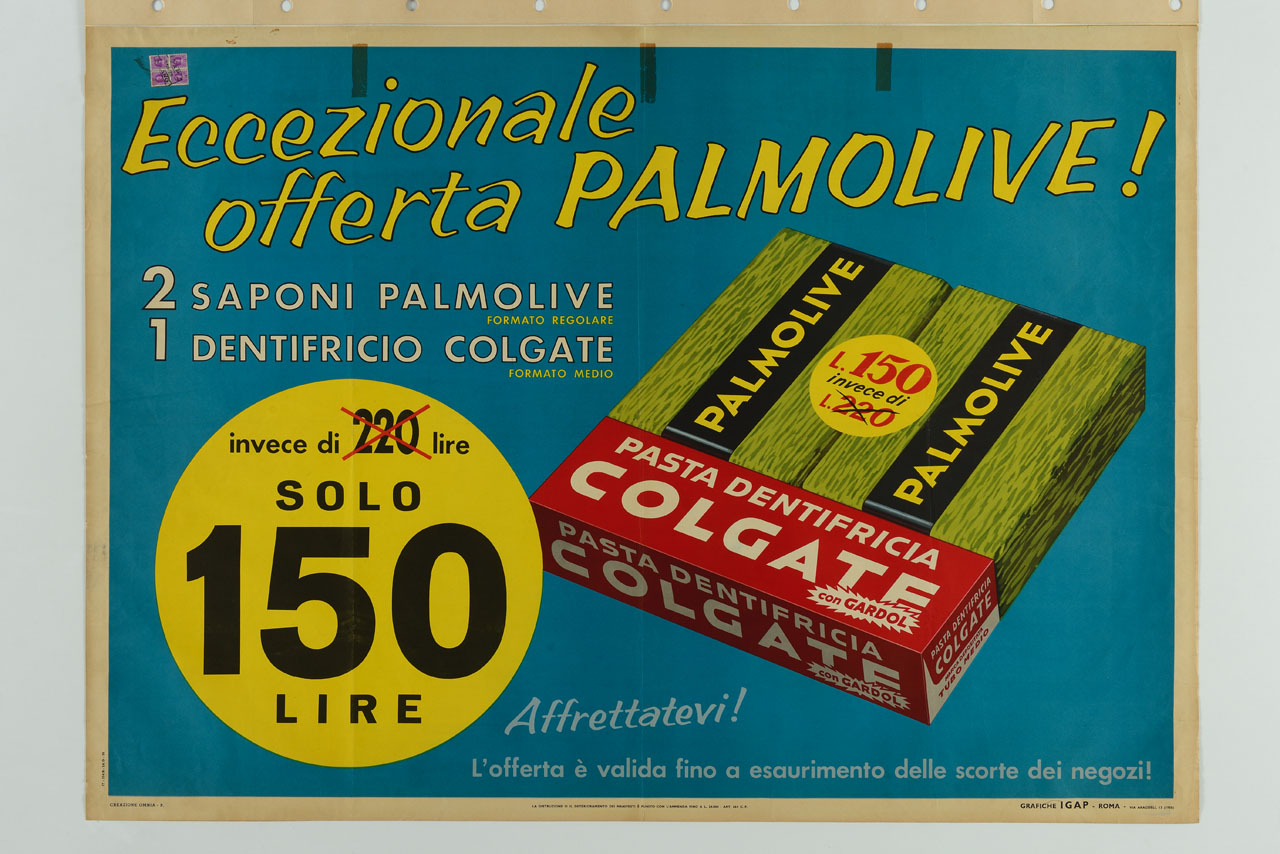 Eccezionale
offerta PALMOLIVE!
2 SAPONI PALMOLIVE
FORMATO REGOLARE
1 DENTIFRICIO COLGATE
FORMATO MEDIO
invece di 220 lire
SOLO
150
LIRE
PALMOLIVE
L. 150
invece di
L. 220
PALMOLIVE
PASTA DENTIFRICIA
COLGATE
con GARDOL
PASTA DENTIFRICIA
COLGATE
con GARDOL
PASTA DENTIFRICIA
COLGATE
TUBO MEDIO
Affrettatevi!
L'offerta è valida fino a esaurimento delle scorte dei negozi!
CREAZIONE OMNIA - R.
GRAFICHE IGAP - ROMA